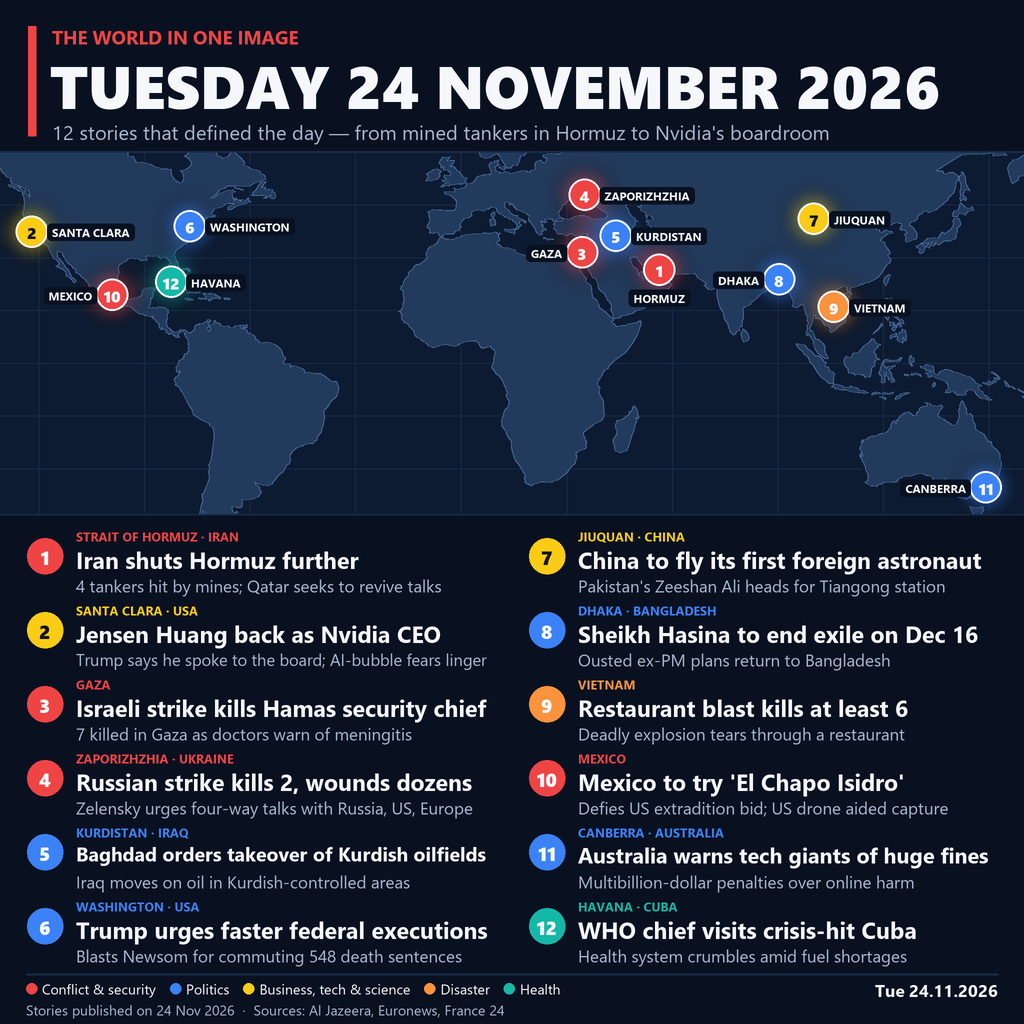 THE WORLD IN ONE IMAGE
TUESDAY 24 NOVEMBER 2026
12 stories that defined the day — from mined tankers in Hormuz to Nvidia's boardroom
4 ZAPORIZHZHIA
2 SANTA CLARA
6 WASHINGTON
7 JIUQUAN
5 KURDISTAN
GAZA 3
1
HORMUZ
DHAKA 8
12 HAVANA
MEXICO 10
9 VIETNAM
CANBERRA 11
STRAIT OF HORMUZ · IRAN
1 Iran shuts Hormuz further
4 tankers hit by mines; Qatar seeks to revive talks
SANTA CLARA · USA
2 Jensen Huang back as Nvidia CEO
Trump says he spoke to the board; AI-bubble fears linger
GAZA
3 Israeli strike kills Hamas security chief
7 killed in Gaza as doctors warn of meningitis
ZAPORIZHZHIA · UKRAINE
4 Russian strike kills 2, wounds dozens
Zelensky urges four-way talks with Russia, US, Europe
KURDISTAN · IRAQ
5 Baghdad orders takeover of Kurdish oilfields
Iraq moves on oil in Kurdish-controlled areas
WASHINGTON · USA
6 Trump urges faster federal executions
Blasts Newsom for commuting 548 death sentences
JIUQUAN · CHINA
7 China to fly its first foreign astronaut
Pakistan's Zeeshan Ali heads for Tiangong station
DHAKA · BANGLADESH
8 Sheikh Hasina to end exile on Dec 16
Ousted ex-PM plans return to Bangladesh
VIETNAM
9 Restaurant blast kills at least 6
Deadly explosion tears through a restaurant
MEXICO
10 Mexico to try 'El Chapo Isidro'
Defies US extradition bid; US drone aided capture
CANBERRA · AUSTRALIA
11 Australia warns tech giants of huge fines
Multibillion-dollar penalties over online harm
HAVANA · CUBA
12 WHO chief visits crisis-hit Cuba
Health system crumbles amid fuel shortages
Conflict & security Politics Business, tech & science Disaster Health
Tue 24.11.2026
Stories published on 24 Nov 2026 · Sources: Al Jazeera, Euronews, France 24